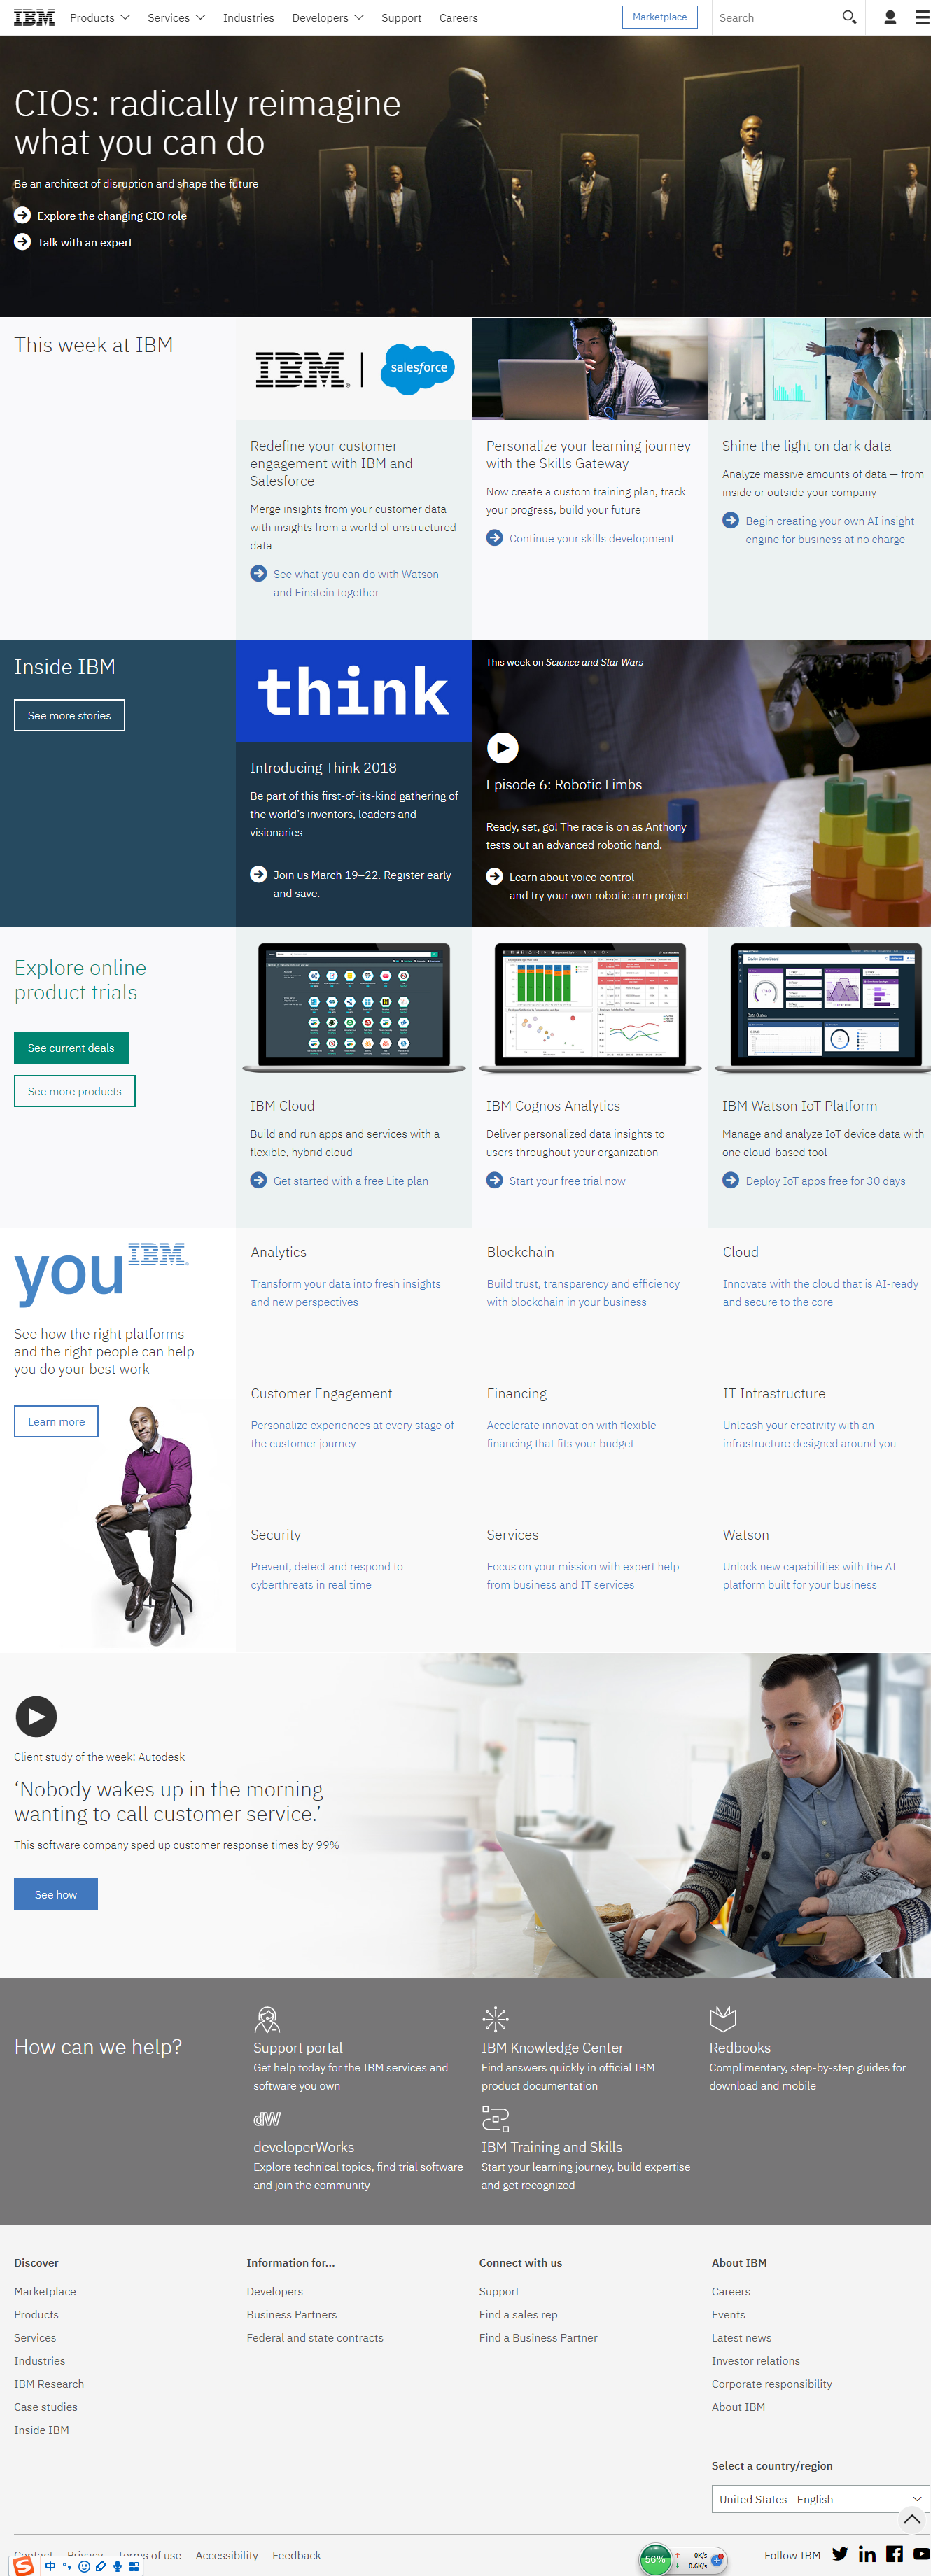 IBM Products Services Industries Developers Support Careers Marketplace Search
CIOs: radically reimagine
what you can do
Be an architect of disruption and shape the future
Explore the changing CIO role
Talk with an expert
This week at IBM
IBM® | salesforce
Redefine your customer
engagement with IBM and
Salesforce
Merge insights from your customer data
with insights from a world of unstructured
data
See what you can do with Watson
and Einstein together
Personalize your learning journey
with the Skills Gateway
Now create a custom training plan, track
your progress, build your future
Continue your skills development
Shine the light on dark data
Analyze massive amounts of data — from
inside or outside your company
Begin creating your own AI insight
engine for business at no charge
Inside IBM
See more stories
think
Introducing Think 2018
Be part of this first-of-its-kind gathering of
the world's inventors, leaders and
visionaries
Join us March 19–22. Register early
and save.
This week on Science and Star Wars
Episode 6: Robotic Limbs
Ready, set, go! The race is on as Anthony
tests out an advanced robotic hand.
Learn about voice control
and try your own robotic arm project
Explore online
product trials
See current deals
See more products
IBM Cloud
Build and run apps and services with a
flexible, hybrid cloud
Get started with a free Lite plan
IBM Cognos Analytics
Deliver personalized data insights to
users throughout your organization
Start your free trial now
IBM Watson IoT Platform
Manage and analyze IoT device data with
one cloud-based tool
Deploy IoT apps free for 30 days
you IBM®
See how the right platforms
and the right people can help
you do your best work
Learn more
Analytics
Transform your data into fresh insights
and new perspectives
Blockchain
Build trust, transparency and efficiency
with blockchain in your business
Cloud
Innovate with the cloud that is AI-ready
and secure to the core
Customer Engagement
Personalize experiences at every stage of
the customer journey
Financing
Accelerate innovation with flexible
financing that fits your budget
IT Infrastructure
Unleash your creativity with an
infrastructure designed around you
Security
Prevent, detect and respond to
cyberthreats in real time
Services
Focus on your mission with expert help
from business and IT services
Watson
Unlock new capabilities with the AI
platform built for your business
Client study of the week: Autodesk
‘Nobody wakes up in the morning
wanting to call customer service.’
This software company sped up customer response times by 99%
See how
How can we help?
Support portal
Get help today for the IBM services and
software you own
IBM Knowledge Center
Find answers quickly in official IBM
product documentation
Redbooks
Complimentary, step-by-step guides for
download and mobile
dW
developerWorks
Explore technical topics, find trial software
and join the community
IBM Training and Skills
Start your learning journey, build expertise
and get recognized
Discover
Marketplace
Products
Services
Industries
IBM Research
Case studies
Inside IBM
Information for...
Developers
Business Partners
Federal and state contracts
Connect with us
Support
Find a sales rep
Find a Business Partner
About IBM
Careers
Events
Latest news
Investor relations
Corporate responsibility
About IBM
Select a country/region
United States - English
Contact Privacy Terms of use Accessibility Feedback
Follow IBM
中
56%
0K/s
0.6K/s